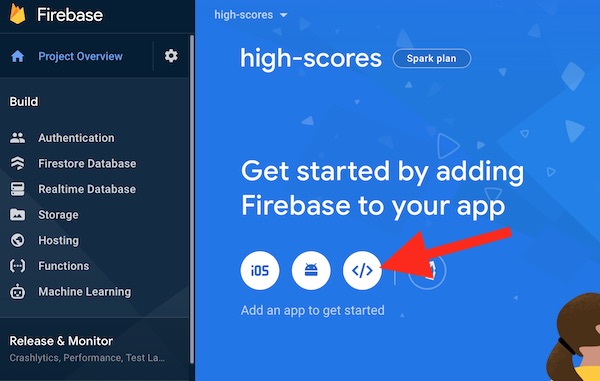 Firebase
Project Overview
Build
Authentication
Firestore Database
Realtime Database
Storage
Hosting
Functions
Machine Learning
Release & Monitor
Crashlytics, Performance, Test La...
high-scores
high-scores
Spark plan
Get started by adding
Firebase to your app
iOS
</>
Add an app to get started